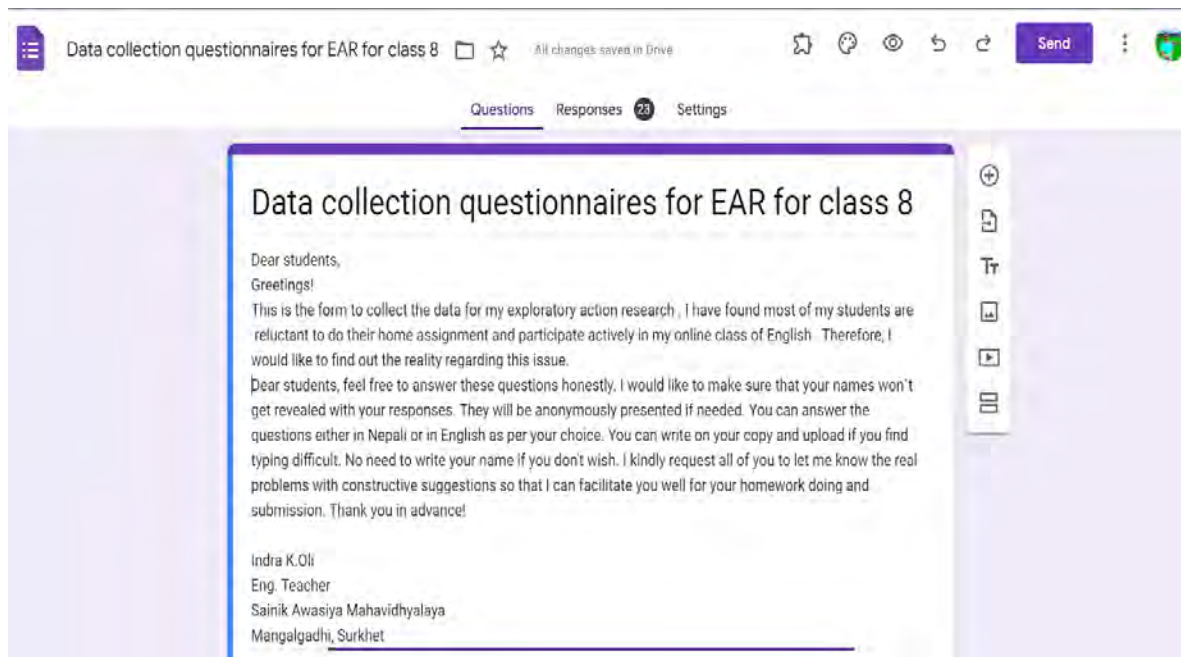 Data collection questionnaires for EAR for class 8
All changes saved in Drive
Send
Questions Responses 23 Settings
Data collection questionnaires for EAR for class 8
Dear students,
Greetings!
This is the form to collect the data for my exploratory action research . I have found most of my students are
reluctant to do their home assignment and participate actively in my online class of English Therefore, I
would like to find out the reality regarding this issue.
Dear students, feel free to answer these questions honestly. I would like to make sure that your names won't
get revealed with your responses. They will be anonymously presented if needed. You can answer the
questions either in Nepali or in English as per your choice. You can write on your copy and upload if you find
typing difficult. No need to write your name if you don't wish. I kindly request all of you to let me know the real
problems with constructive suggestions so that I can facilitate you well for your homework doing and
submission. Thank you in advance!
Indra K.Oli
Eng. Teacher
Sainik Awasiya Mahavidhyalaya
Mangalgadhi, Surkhet